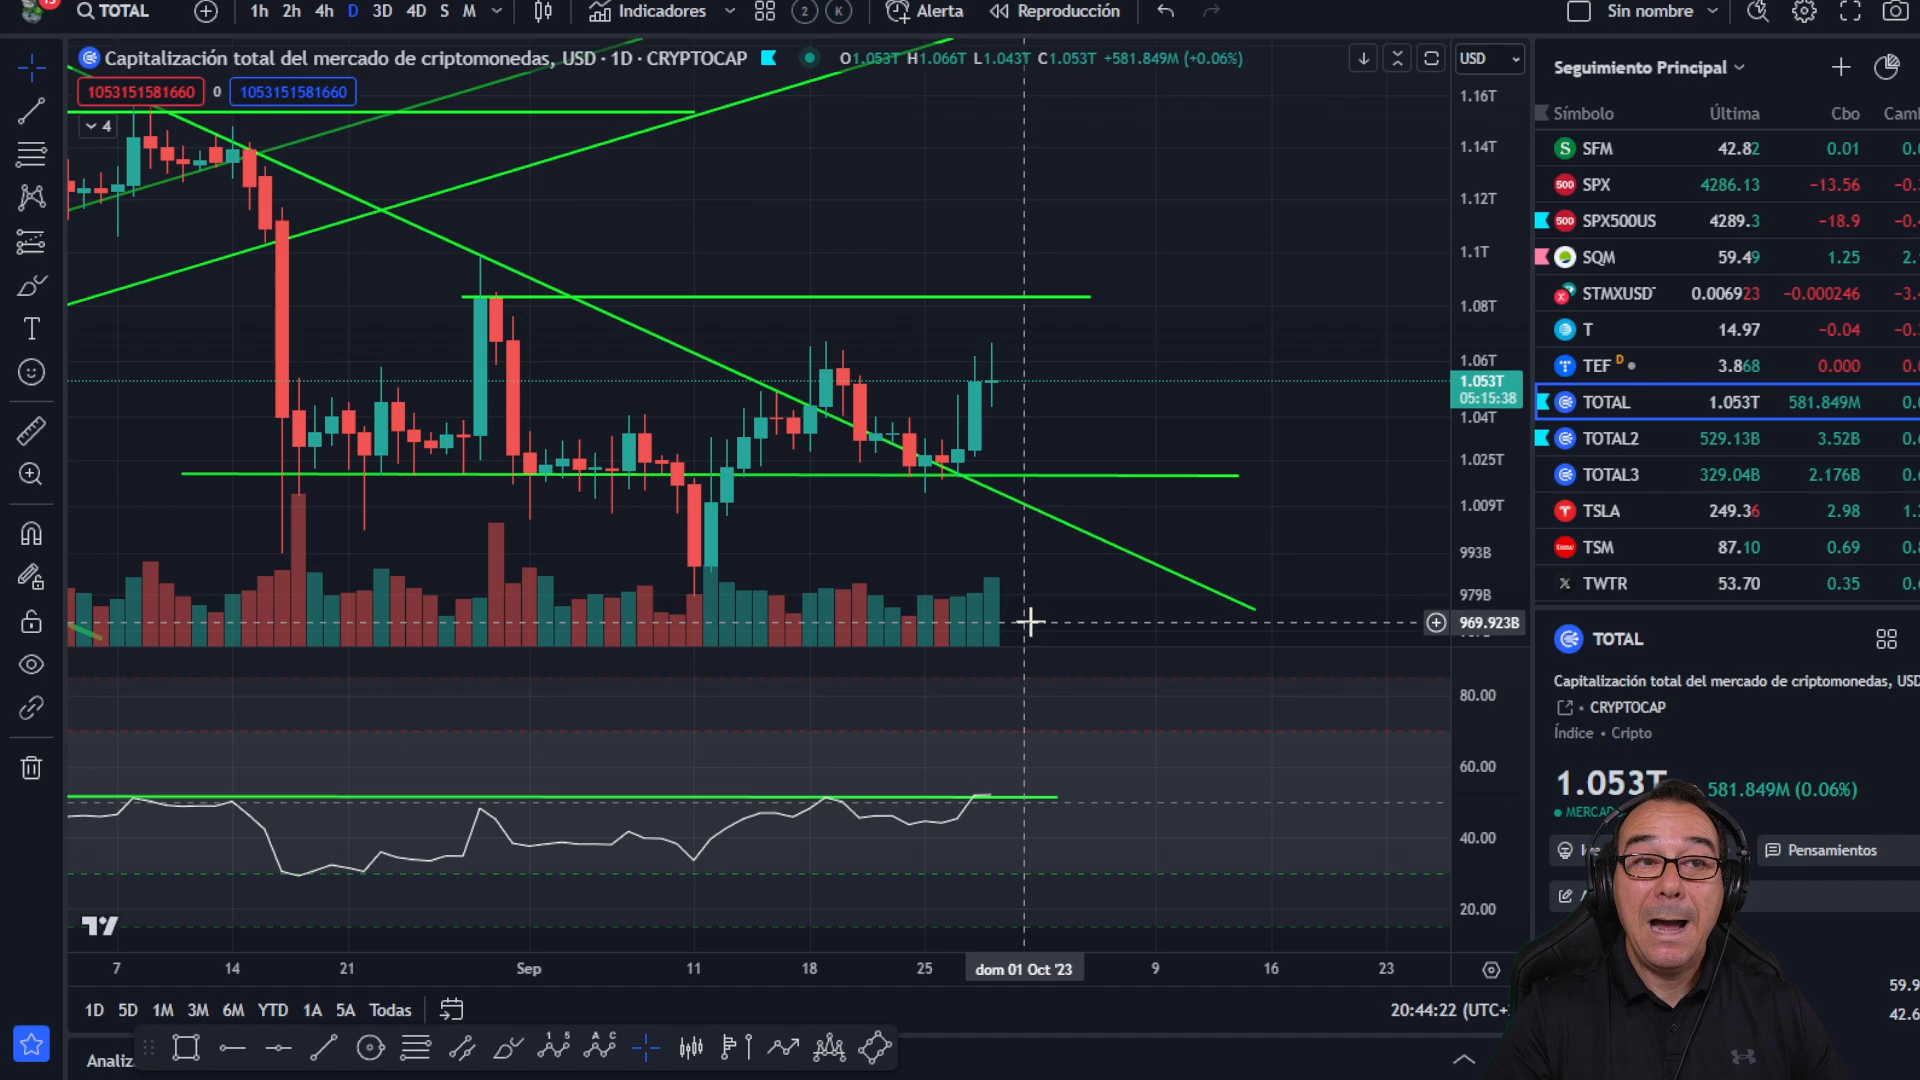 TOTAL
1h 2h 4h D 3D 4D S M
Indicadores
2 K
Alerta
Reproducción
Sin nombre
Capitalización total del mercado de criptomonedas, USD · 1D · CRYPTOCAP
O1.053T H1.066T L1.043T C1.053T +581.849M (+0.06%)
USD
1053151581660 0 1053151581660
4
1.16T
1.14T
1.12T
1.1T
1.08T
1.06T
1.053T
05:15:38
1.04T
1.025T
1.009T
993B
979B
969.923B
80.00
60.00
40.00
20.00
7 14 21 Sep 11 18 25 dom 01 Oct '23 9 16 23
1D 5D 1M 3M 6M YTD 1A 5A Todas
20:44:22 (UTC+
Analiz
Seguimiento Principal
Símbolo Última Cbo Caml
SFM 42.82 0.01
SPX 4286.13 −13.56
SPX500US 4289.3 −18.9
SQM 59.49 1.25
STMXUSD 0.006923 −0.000246
T 14.97 −0.04
TEF D 3.868 0.000
TOTAL 1.053T 581.849M
TOTAL2 529.13B 3.52B
TOTAL3 329.04B 2.176B
TSLA 249.36 2.98
TSM 87.10 0.69
TWTR 53.70 0.35
TOTAL
Capitalización total del mercado de criptomonedas, USD
CRYPTOCAP
Índice • Cripto
1.053T 581.849M (0.06%)
MERCAD
Pensamientos
59.9
42.6